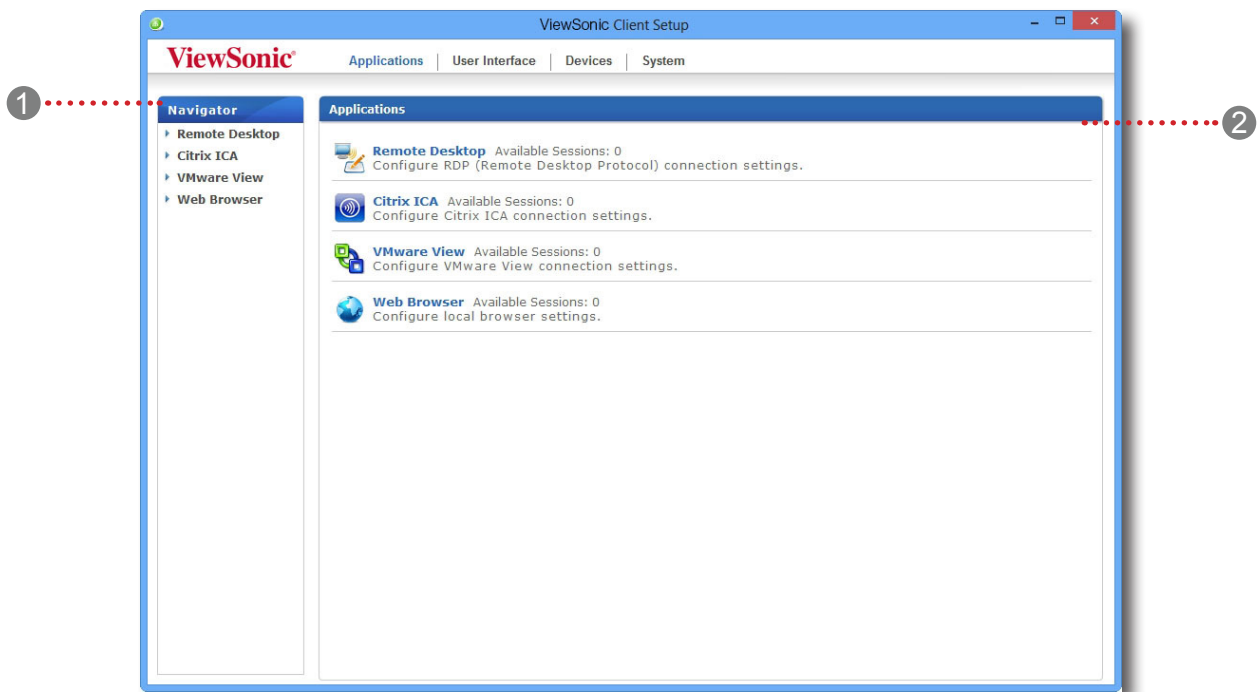 ViewSonic Client Setup
ViewSonic®
Applications | User Interface | Devices | System
1
Navigator
Remote Desktop
Citrix ICA
VMware View
Web Browser
Applications
2
Remote Desktop Available Sessions: 0
Configure RDP (Remote Desktop Protocol) connection settings.
Citrix ICA Available Sessions: 0
Configure Citrix ICA connection settings.
VMware View Available Sessions: 0
Configure VMware View connection settings.
Web Browser Available Sessions: 0
Configure local browser settings.